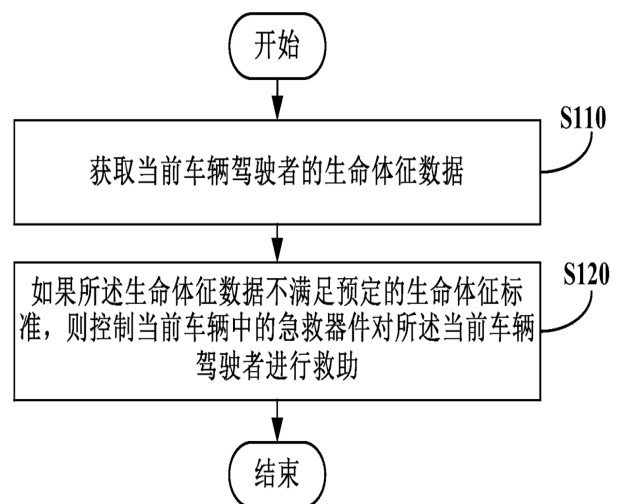 开始
S110
获取当前车辆驾驶者的生命体征数据
S120
如果所述生命体征数据不满足预定的生命体征标
准，则控制当前车辆中的急救器件对所述当前车辆
驾驶者进行救助
结束